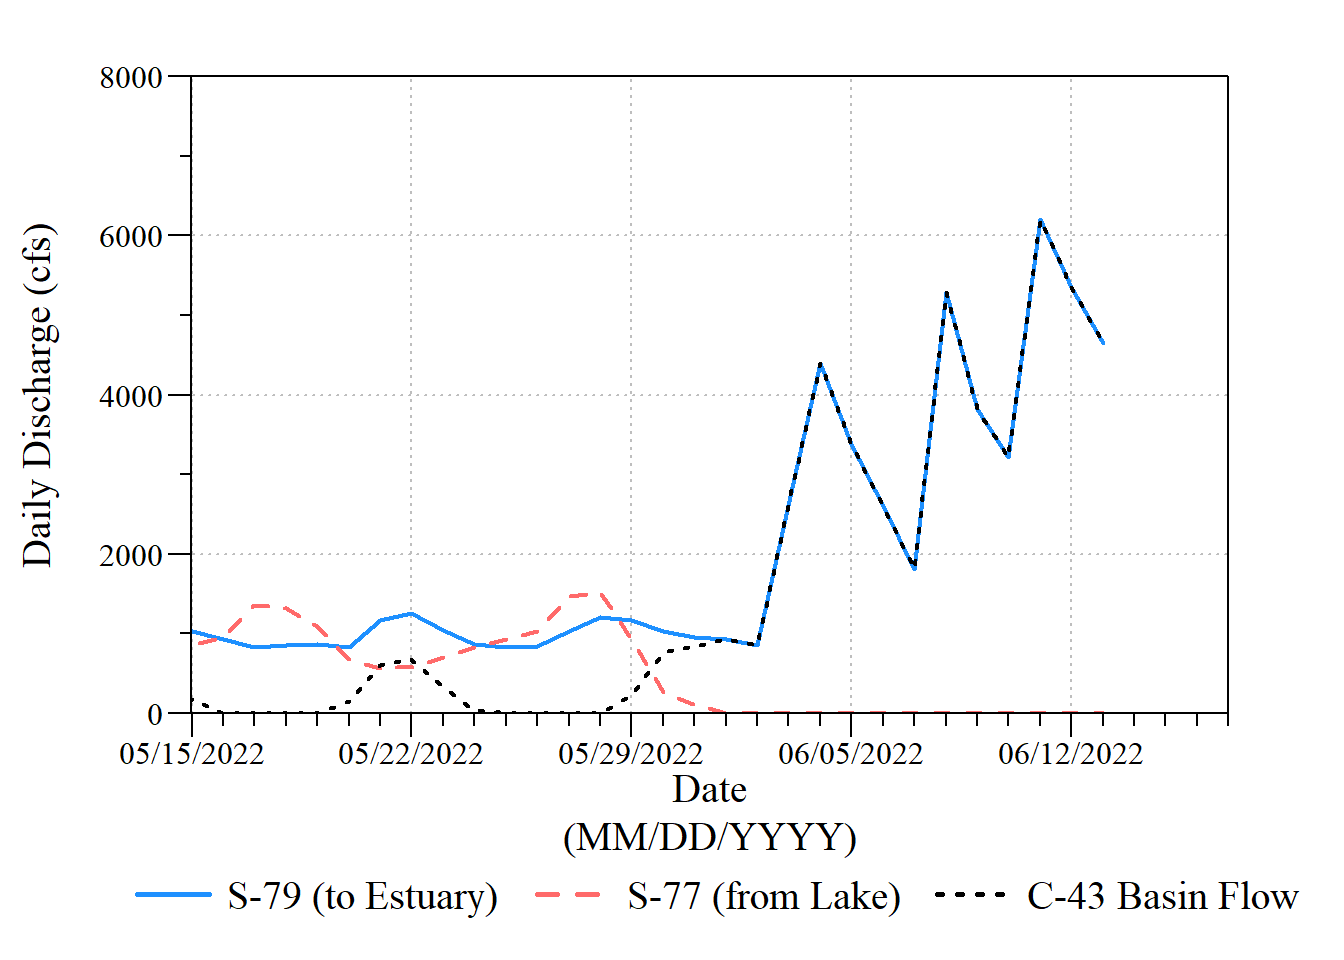 8000
6000
4000
2000
0
Daily Discharge (cfs)
05/15/2022 05/22/2022 05/29/2022 06/05/2022 06/12/2022
Date
(MM/DD/YYYY)
S-79 (to Estuary) S-77 (from Lake) C-43 Basin Flow